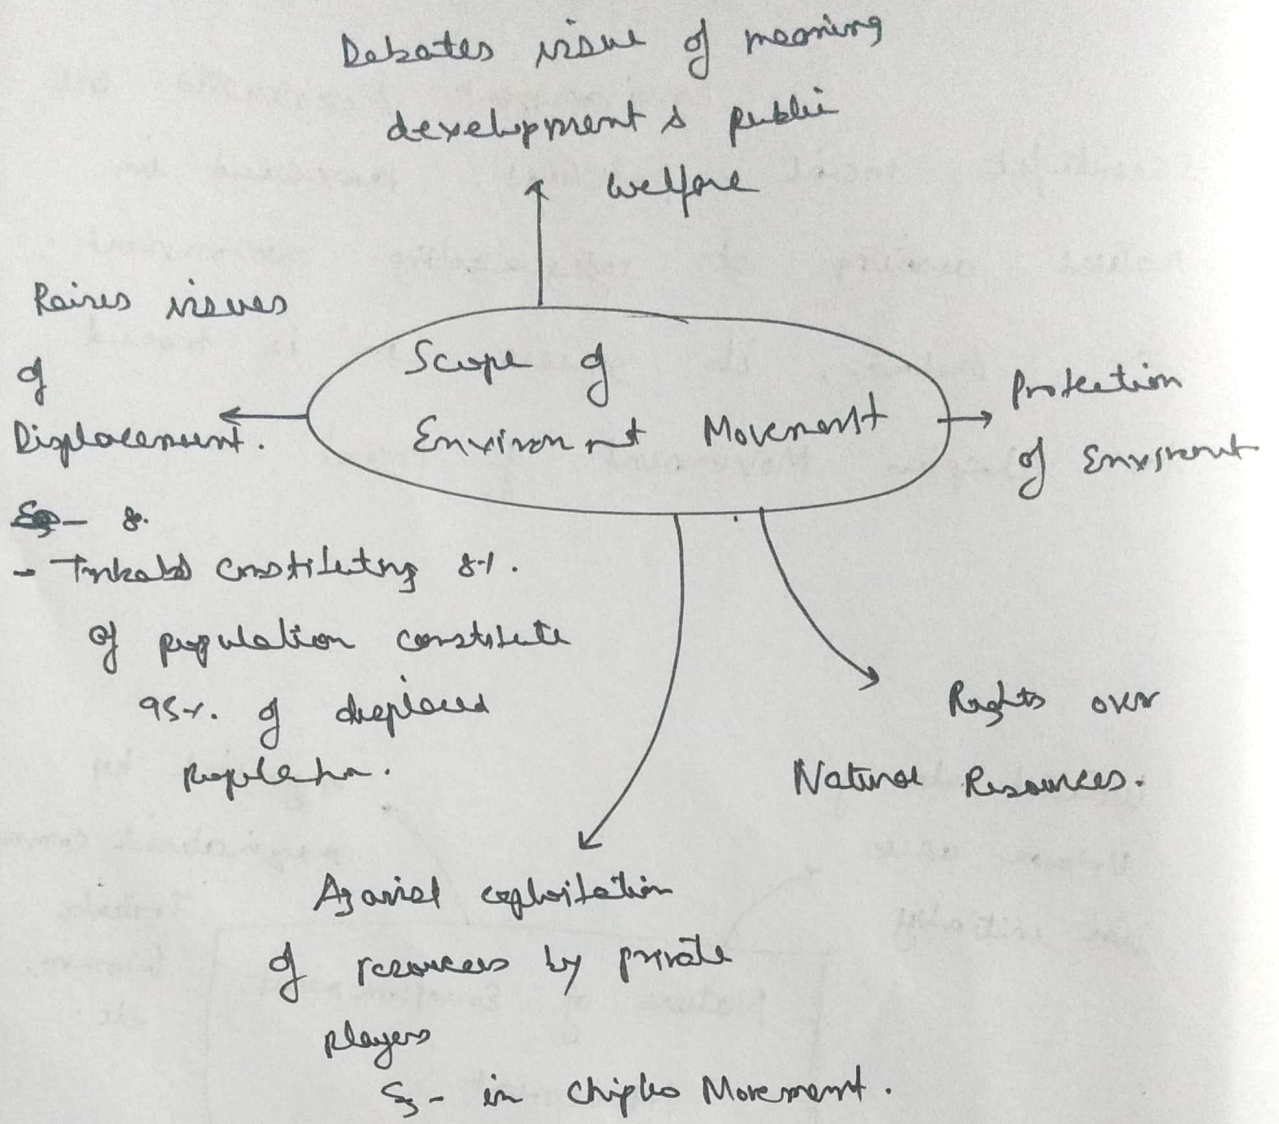 Debates issue of meaning
development & public
welfare
Raises issues
of
Displacement.
Scope of
Environmnt Movement
Protection
of Environmt
Eg - 8.
- Tribals constituting 8%.
of population constitute
95%. of displaced
population.
Rights over
Natural Resources.
Against exploitation
of resources by private
players
Eg - in Chipko Movement.